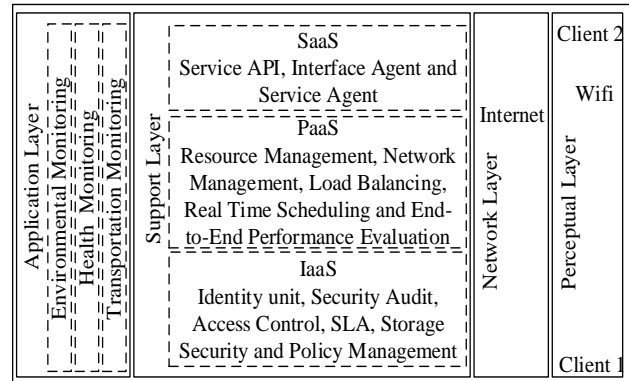 Application Layer
Environmental Monitoring
Health Monitoring
Transportation Monitoring
Support Layer
SaaS
Service API, Interface Agent and
Service Agent
PaaS
Resource Management, Network
Management, Load Balancing,
Real Time Scheduling and End-
to-End Performance Evaluation
IaaS
Identity unit, Security Audit,
Access Control, SLA, Storage
Security and Policy Management
Internet
Network Layer
Client 2
Wifi
Perceptual Layer
Client 1